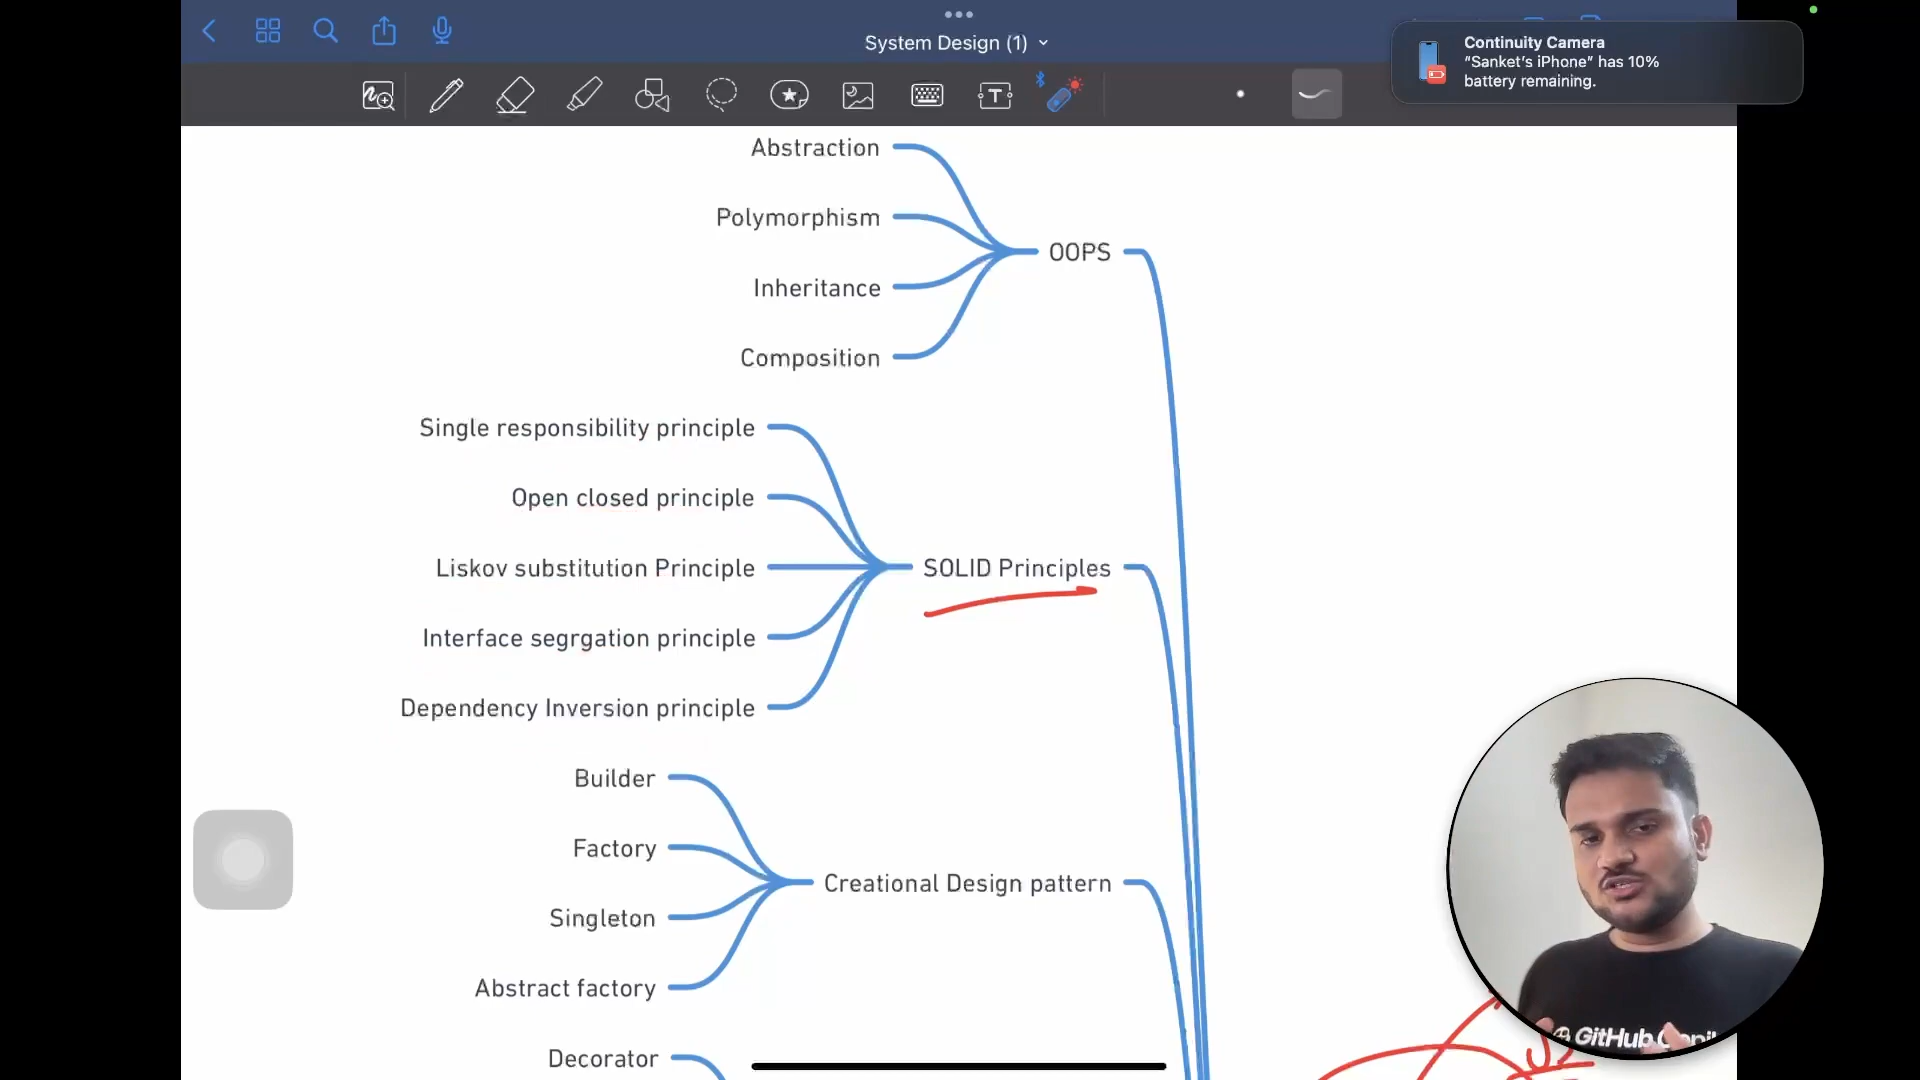 System Design (1)
Continuity Camera
“Sanket’s iPhone” has 10%
battery remaining.
T
Abstraction
Polymorphism
OOPS
Inheritance
Composition
Single responsibility principle
Open closed principle
Liskov substitution Principle
SOLID Principles
Interface segrgation principle
Dependency Inversion principle
Builder
Factory
Creational Design pattern
Singleton
Abstract factory
Decorator
GitHub